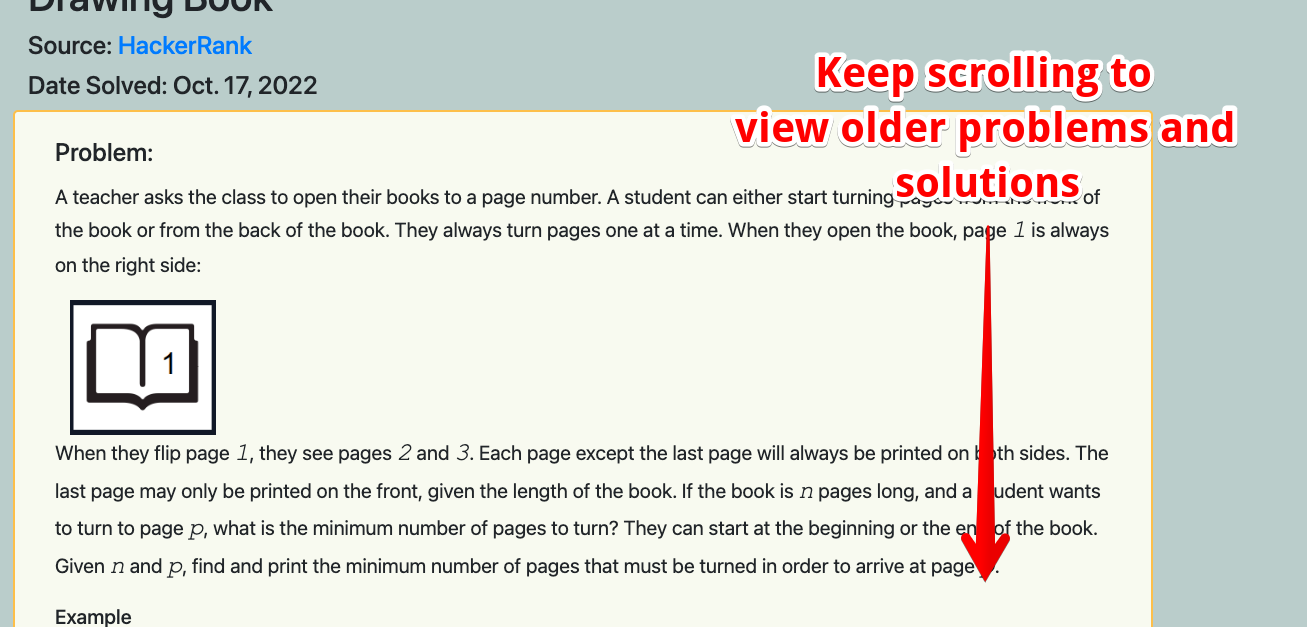 Drawing Book
Source: HackerRank
Date Solved: Oct. 17, 2022
Keep scrolling to
view older problems and
solutions
Problem:
A teacher asks the class to open their books to a page number. A student can either start turning pages from the front of
the book or from the back of the book. They always turn pages one at a time. When they open the book, page 1 is always
on the right side:
1
When they flip page 1, they see pages 2 and 3. Each page except the last page will always be printed on both sides. The
last page may only be printed on the front, given the length of the book. If the book is n pages long, and a student wants
to turn to page p, what is the minimum number of pages to turn? They can start at the beginning or the end of the book.
Given n and p, find and print the minimum number of pages that must be turned in order to arrive at page .
Example